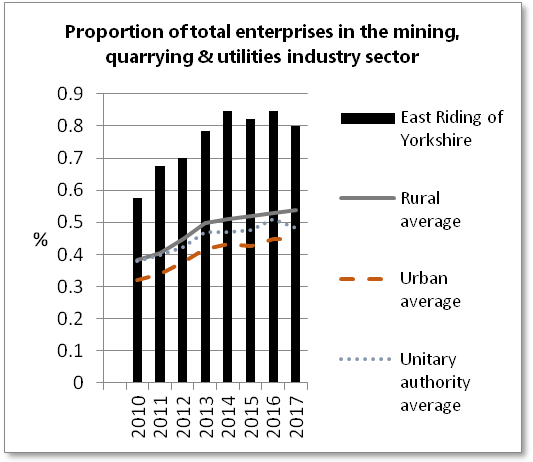 Proportion of total enterprises in the mining,
quarrying & utilities industry sector
0.9
0.8
0.7
0.6
0.5
0.4
0.3
0.2
0.1
0
%
2010
2011
2012
2013
2014
2015
2016
2017
East Riding of
Yorkshire
Rural
average
Urban
average
Unitary
authority
average